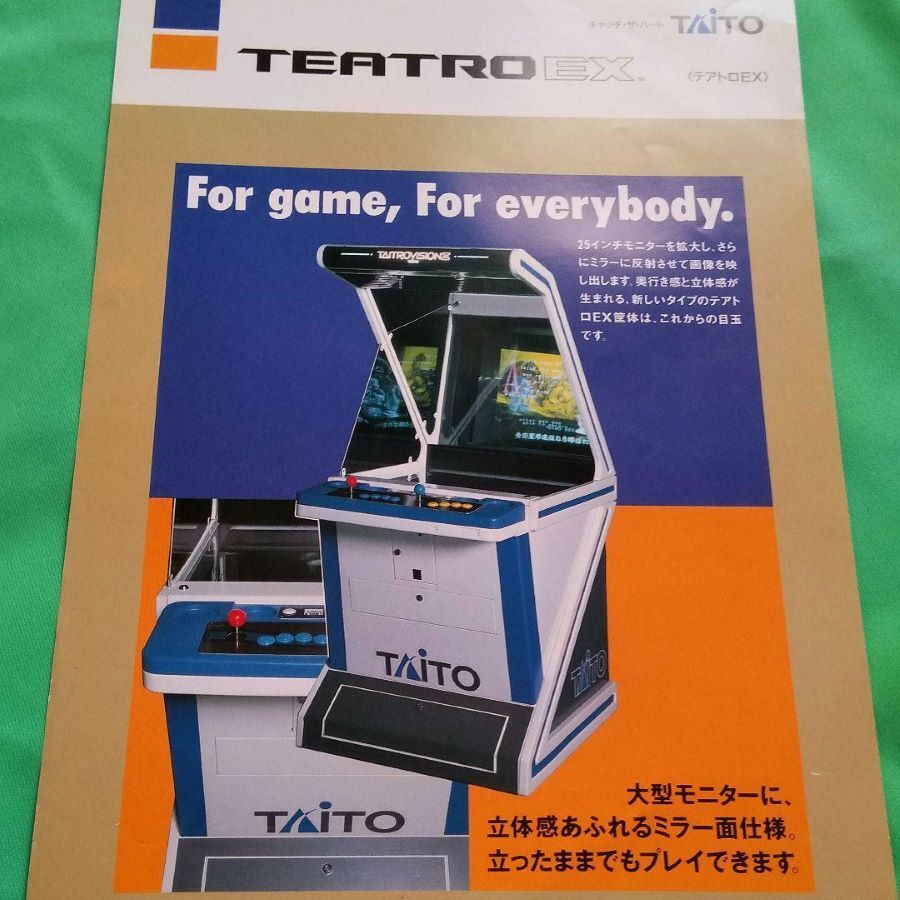 キャッチ・ザ・ハート TAITO
TEATRO EX™ 〈テアトロEX〉
For game, For everybody.
25インチモニターを拡大し、さら
にミラーに反射させて画像を映
し出します。奥行き感と立体感が
生まれる、新しいタイプのテアト
ロEX筐体は、これからの目玉
です。
TAITO
TAITO
TAITO
大型モニターに、
立体感あふれるミラー面仕様。
立ったままでもプレイできます。